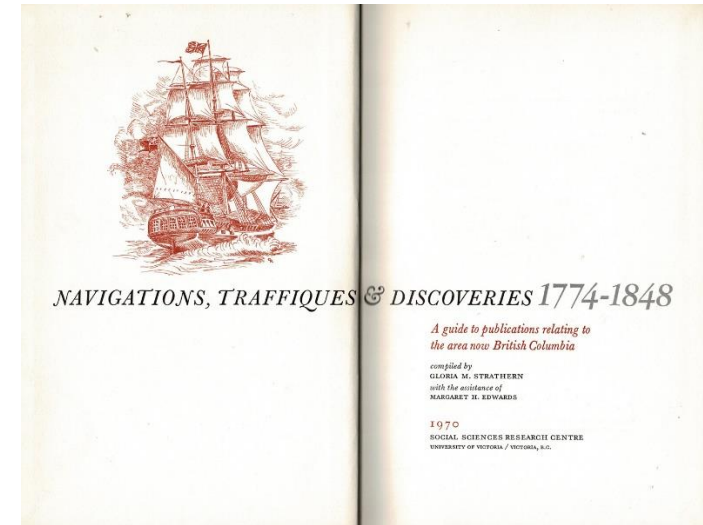 NAVIGATIONS, TRAFFIQUES & DISCOVERIES 1774-1848
A guide to publications relating to
the area now British Columbia
compiled by
GLORIA M. STRATHERN
with the assistance of
MARGARET H. EDWARDS
1970
SOCIAL SCIENCES RESEARCH CENTRE
UNIVERSITY OF VICTORIA / VICTORIA, B.C.